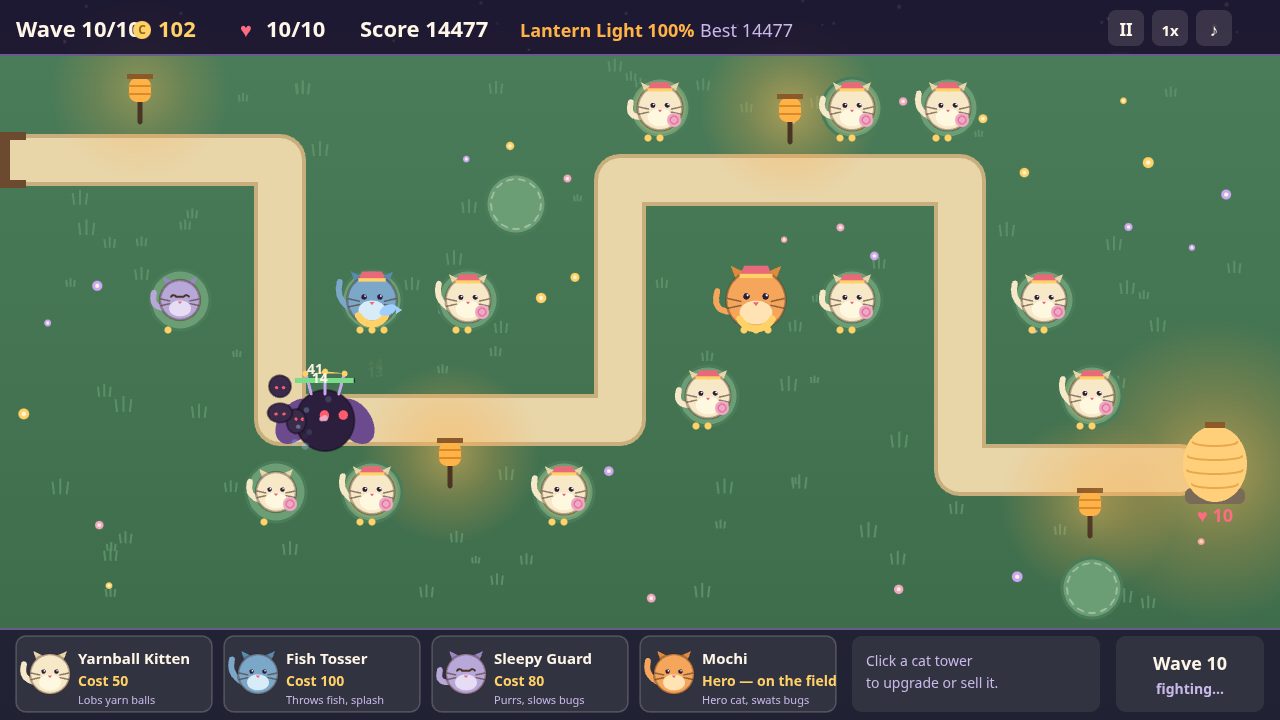 Wave 10/10 C 102 ♥ 10/10 Score 14477 Lantern Light 100% Best 14477 II 1x ♪
41
14
♥ 10
Yarnball Kitten
Cost 50
Lobs yarn balls
Fish Tosser
Cost 100
Throws fish, splash
Sleepy Guard
Cost 80
Purrs, slows bugs
Mochi
Hero — on the field
Hero cat, swats bugs
Click a cat tower
to upgrade or sell it.
Wave 10
fighting...